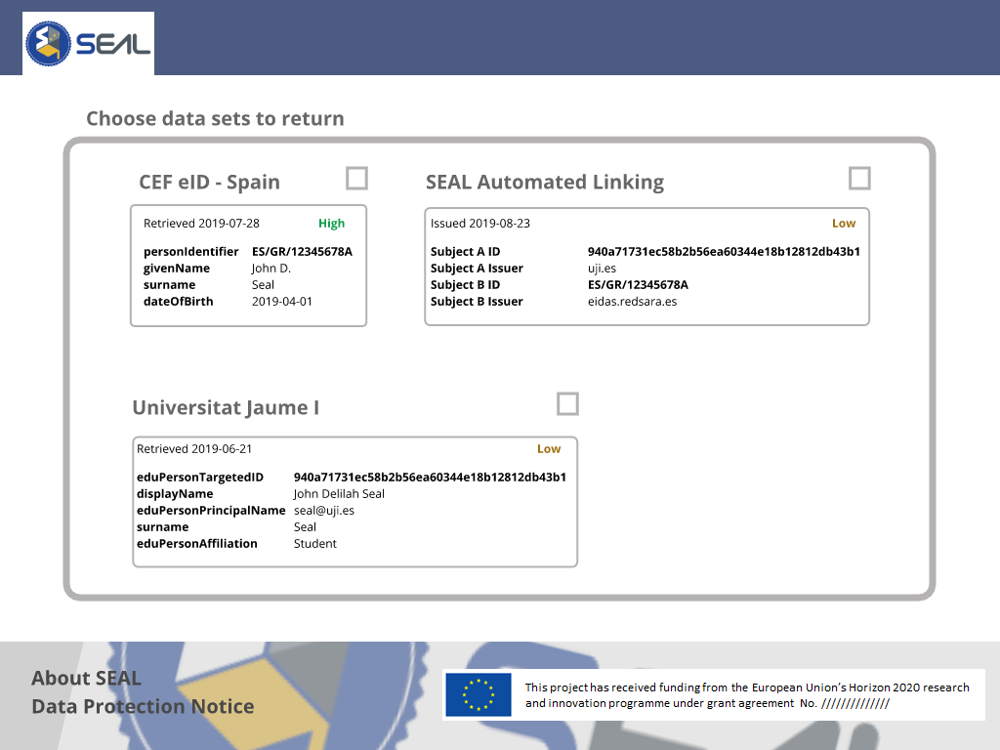 SEAL
Choose data sets to return
CEF eID - Spain
Retrieved 2019-07-28 High
personIdentifier ES/GR/12345678A
givenName John D.
surname Seal
dateOfBirth 2019-04-01
SEAL Automated Linking
Issued 2019-08-23 Low
Subject A ID 940a71731ec58b2b56ea60344e18b12812db43b1
Subject A Issuer uji.es
Subject B ID ES/GR/12345678A
Subject B Issuer eidas.redsara.es
Universitat Jaume I
Retrieved 2019-06-21 Low
eduPersonTargetedID 940a71731ec58b2b56ea60344e18b12812db43b1
displayName John Delilah Seal
eduPersonPrincipalName seal@uji.es
surname Seal
eduPersonAffiliation Student
About SEAL
Data Protection Notice
This project has received funding from the European Union's Horizon 2020 research
and innovation programme under grant agreement No. //////////////